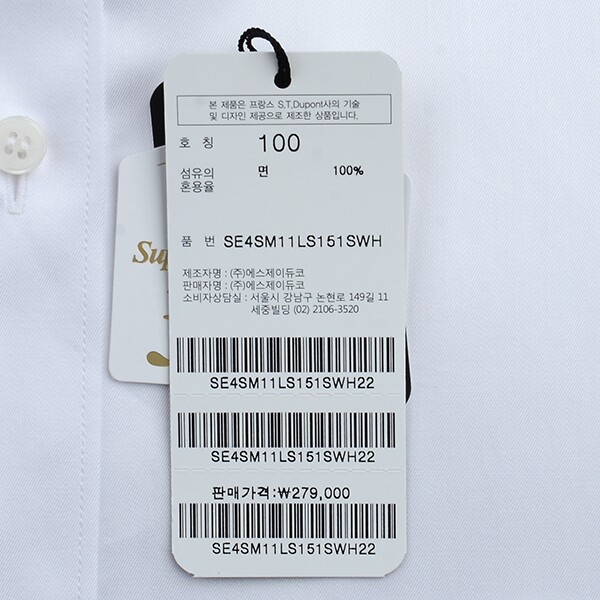 본 제품은 프랑스 S.T.Dupont사의 기술
및 디자인 제공으로 제조한 상품입니다.
호 칭 100
섬유의 면 100%
혼용율
품 번 SE4SM11LS151SWH
제조자명 : (주)에스제이듀코
판매자명 : (주)에스제이듀코
소비자상담실 : 서울시 강남구 논현로 149길 11
세중빌딩 (02) 2106-3520
SE4SM11LS151SWH22
SE4SM11LS151SWH22
판매가격:₩279,000
SE4SM11LS151SWH22